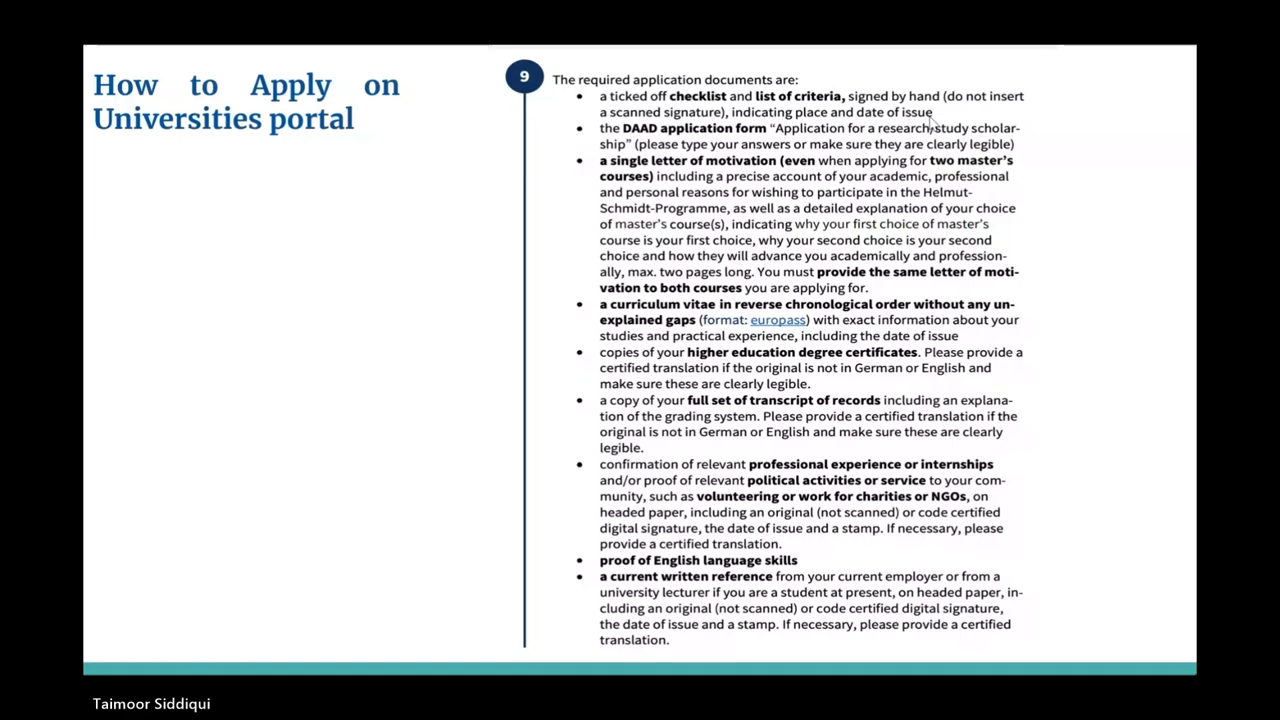 How to Apply on
Universities portal
9
The required application documents are:
• a ticked off checklist and list of criteria, signed by hand (do not insert
a scanned signature), indicating place and date of issue
• the DAAD application form “Application for a research/study scholar-
ship” (please type your answers or make sure they are clearly legible)
• a single letter of motivation (even when applying for two master’s
courses) including a precise account of your academic, professional
and personal reasons for wishing to participate in the Helmut-
Schmidt-Programme, as well as a detailed explanation of your choice
of master’s course(s), indicating why your first choice of master’s
course is your first choice, why your second choice is your second
choice and how they will advance you academically and profession-
ally, max. two pages long. You must provide the same letter of moti-
vation to both courses you are applying for.
• a curriculum vitae in reverse chronological order without any un-
explained gaps (format: europass) with exact information about your
studies and practical experience, including the date of issue
• copies of your higher education degree certificates. Please provide a
certified translation if the original is not in German or English and
make sure these are clearly legible.
• a copy of your full set of transcript of records including an explana-
tion of the grading system. Please provide a certified translation if the
original is not in German or English and make sure these are clearly
legible.
• confirmation of relevant professional experience or internships
and/or proof of relevant political activities or service to your com-
munity, such as volunteering or work for charities or NGOs, on
headed paper, including an original (not scanned) or code certified
digital signature, the date of issue and a stamp. If necessary, please
provide a certified translation.
• proof of English language skills
• a current written reference from your current employer or from a
university lecturer if you are a student at present, on headed paper, in-
cluding an original (not scanned) or code certified digital signature,
the date of issue and a stamp. If necessary, please provide a certified
translation.
Taimoor Siddiqui